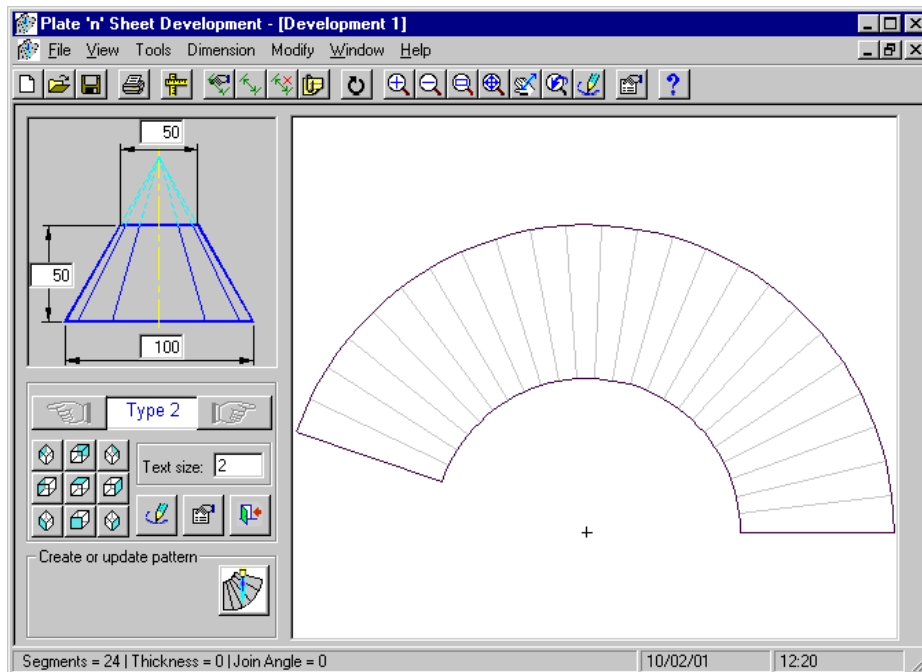 Plate 'n' Sheet Development - [Development 1]
File View Tools Dimension Modify Window Help
50
50
100
Type 2
Text size: 2
Create or update pattern
Segments = 24 | Thickness = 0 | Join Angle = 0 10/02/01 12:20